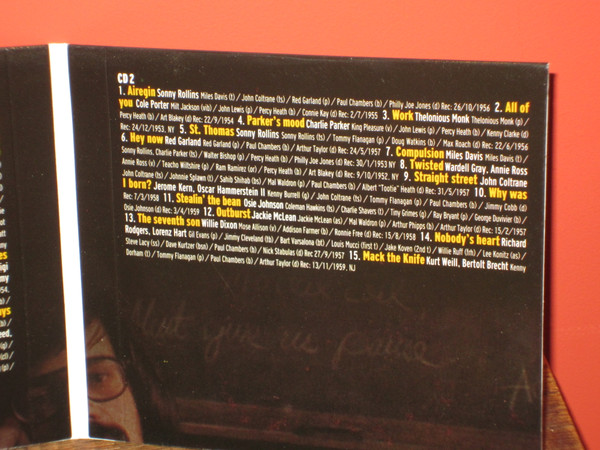 CD 2
1. Airegin Sonny Rollins Miles Davis (t) / John Coltrane (ts) / Red Garland (p) / Paul Chambers (b) / Philly Joe Jones (d) Rec: 26/10/1956 2. All of
you Cole Porter Milt Jackson (vib) / John Lewis (p) / Percy Heath (b) / Connie Kay (d) Rec: 2/7/1955 3. Work Thelonious Monk Thelonious Monk (p) /
Percy Heath (b) / Art Blakey (d) Rec: 22/9/1954 4. Parker's mood Charlie Parker King Pleasure (v) / John Lewis (p) / Percy Heath (b) / Kenny Clarke (d)
Rec: 24/12/1953, NY 5. St. Thomas Sonny Rollins Sonny Rollins (ts) / Tommy Flanagan (p) / Doug Watkins (b) / Max Roach (d) Rec: 22/6/1956
6. Hey now Red Garland Red Garland (p) / Paul Chambers (b) / Arthur Taylor (d) Rec: 24/5/1957 7. Compulsion Miles Davis Miles Davis (t) /
Sonny Rollins, Charlie Parker (ts) / Walter Bishop (p) / Percy Heath (b) / Philly Joe Jones (d) Rec: 30/1/1953 NY 8. Twisted Wardell Gray, Annie Ross
Annie Ross (v) / Teacho Wiltshire (p) / Ram Ramirez (or) / Percy Heath (b) / Art Blakey (d) Rec: 9/10/1952, NY 9. Straight street John Coltrane
John Coltrane (ts) / Johnnie Splawn (t) / Sahib Shihab (bs) / Mal Waldron (p) / Paul Chambers (b) / Albert "Tootie" Heath (d) Rec: 31/5/1957 10. Why was
I born? Jerome Kern, Oscar Hammerstein II Kenny Burrell (g) / John Coltrane (ts) / Tommy Flanagan (p) / Paul Chambers (b) / Jimmy Cobb (d)
Rec: 7/3/1958 11. Stealin' the bean Osie Johnson Coleman Hawkins (ts) / Charlie Shavers (t) / Tiny Grimes (g) / Ray Bryant (p) / George Duvivier (b) /
Osie Johnson (d) Rec: 3/4/1959 12. Outburst Jackie McLean Jackie McLean (as) / Mal Waldron (p) / Arthur Phipps (b) / Arthur Taylor (d) Rec: 15/2/1957
13. The seventh son Willie Dixon Mose Allison (v) / Addison Farmer (b) / Ronnie Free (d) Rec: 15/8/1958 14. Nobody's heart Richard
Rodgers, Lorenz Hart Gil Evans (p) / Jimmy Cleveland (tb) / Bart Varsalona (bt) / Louis Mucci (first t) / Jake Koven (2nd t) / Willie Ruff (frh) / Lee Konitz (as) /
Steve Lacy (ss) / Dave Kurtzer (bsn) / Paul Chambers (b) / Nick Stabulas (d) Rec 27/9/1957 15. Mack the Knife Kurt Weill, Bertolt Brecht Kenny
Dorham (t) / Tommy Flanagan (p) / Paul Chambers (b) / Arthur Taylor (d) Rec: 13/11/1959, NJ